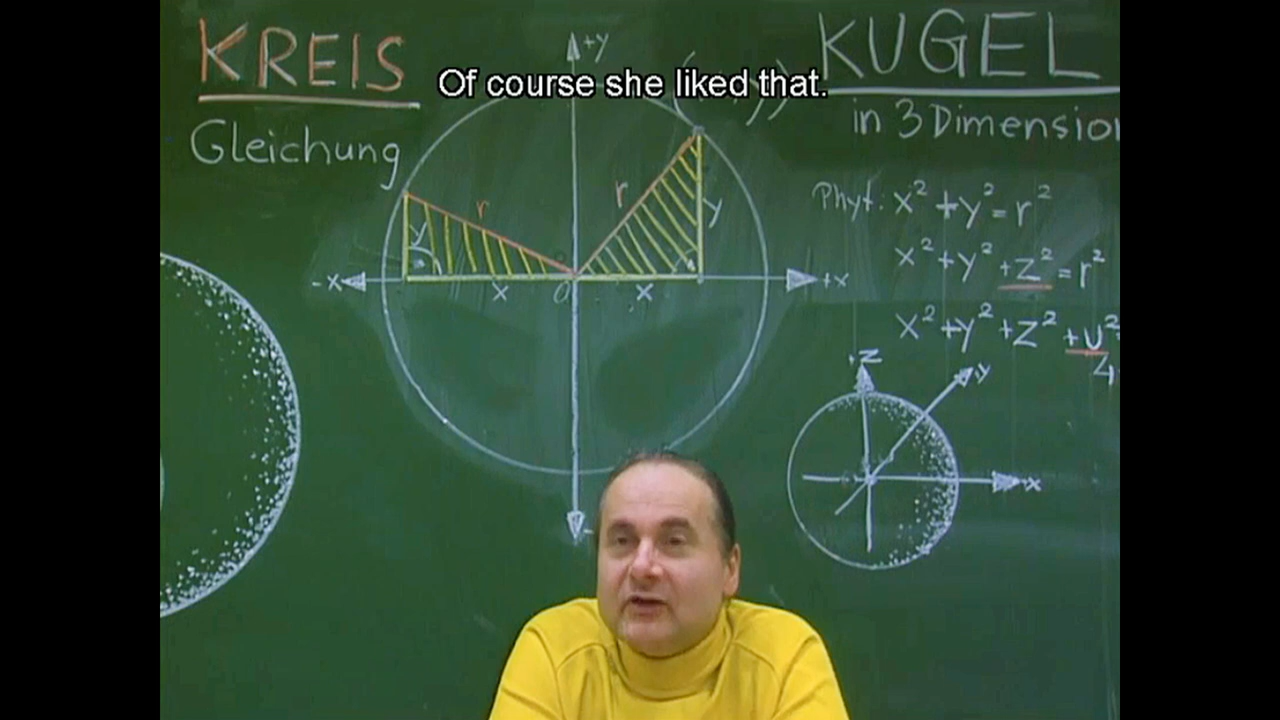 KREIS
Gleichung
+y
Of course she liked that.
KUGEL
in 3 Dimension
Phyt: x² + y² = r²
x² + y² + z² = r²
x² + y² + z² + u²
4
r
r
y
y
-x
x
0
x
+x
+z
y
x